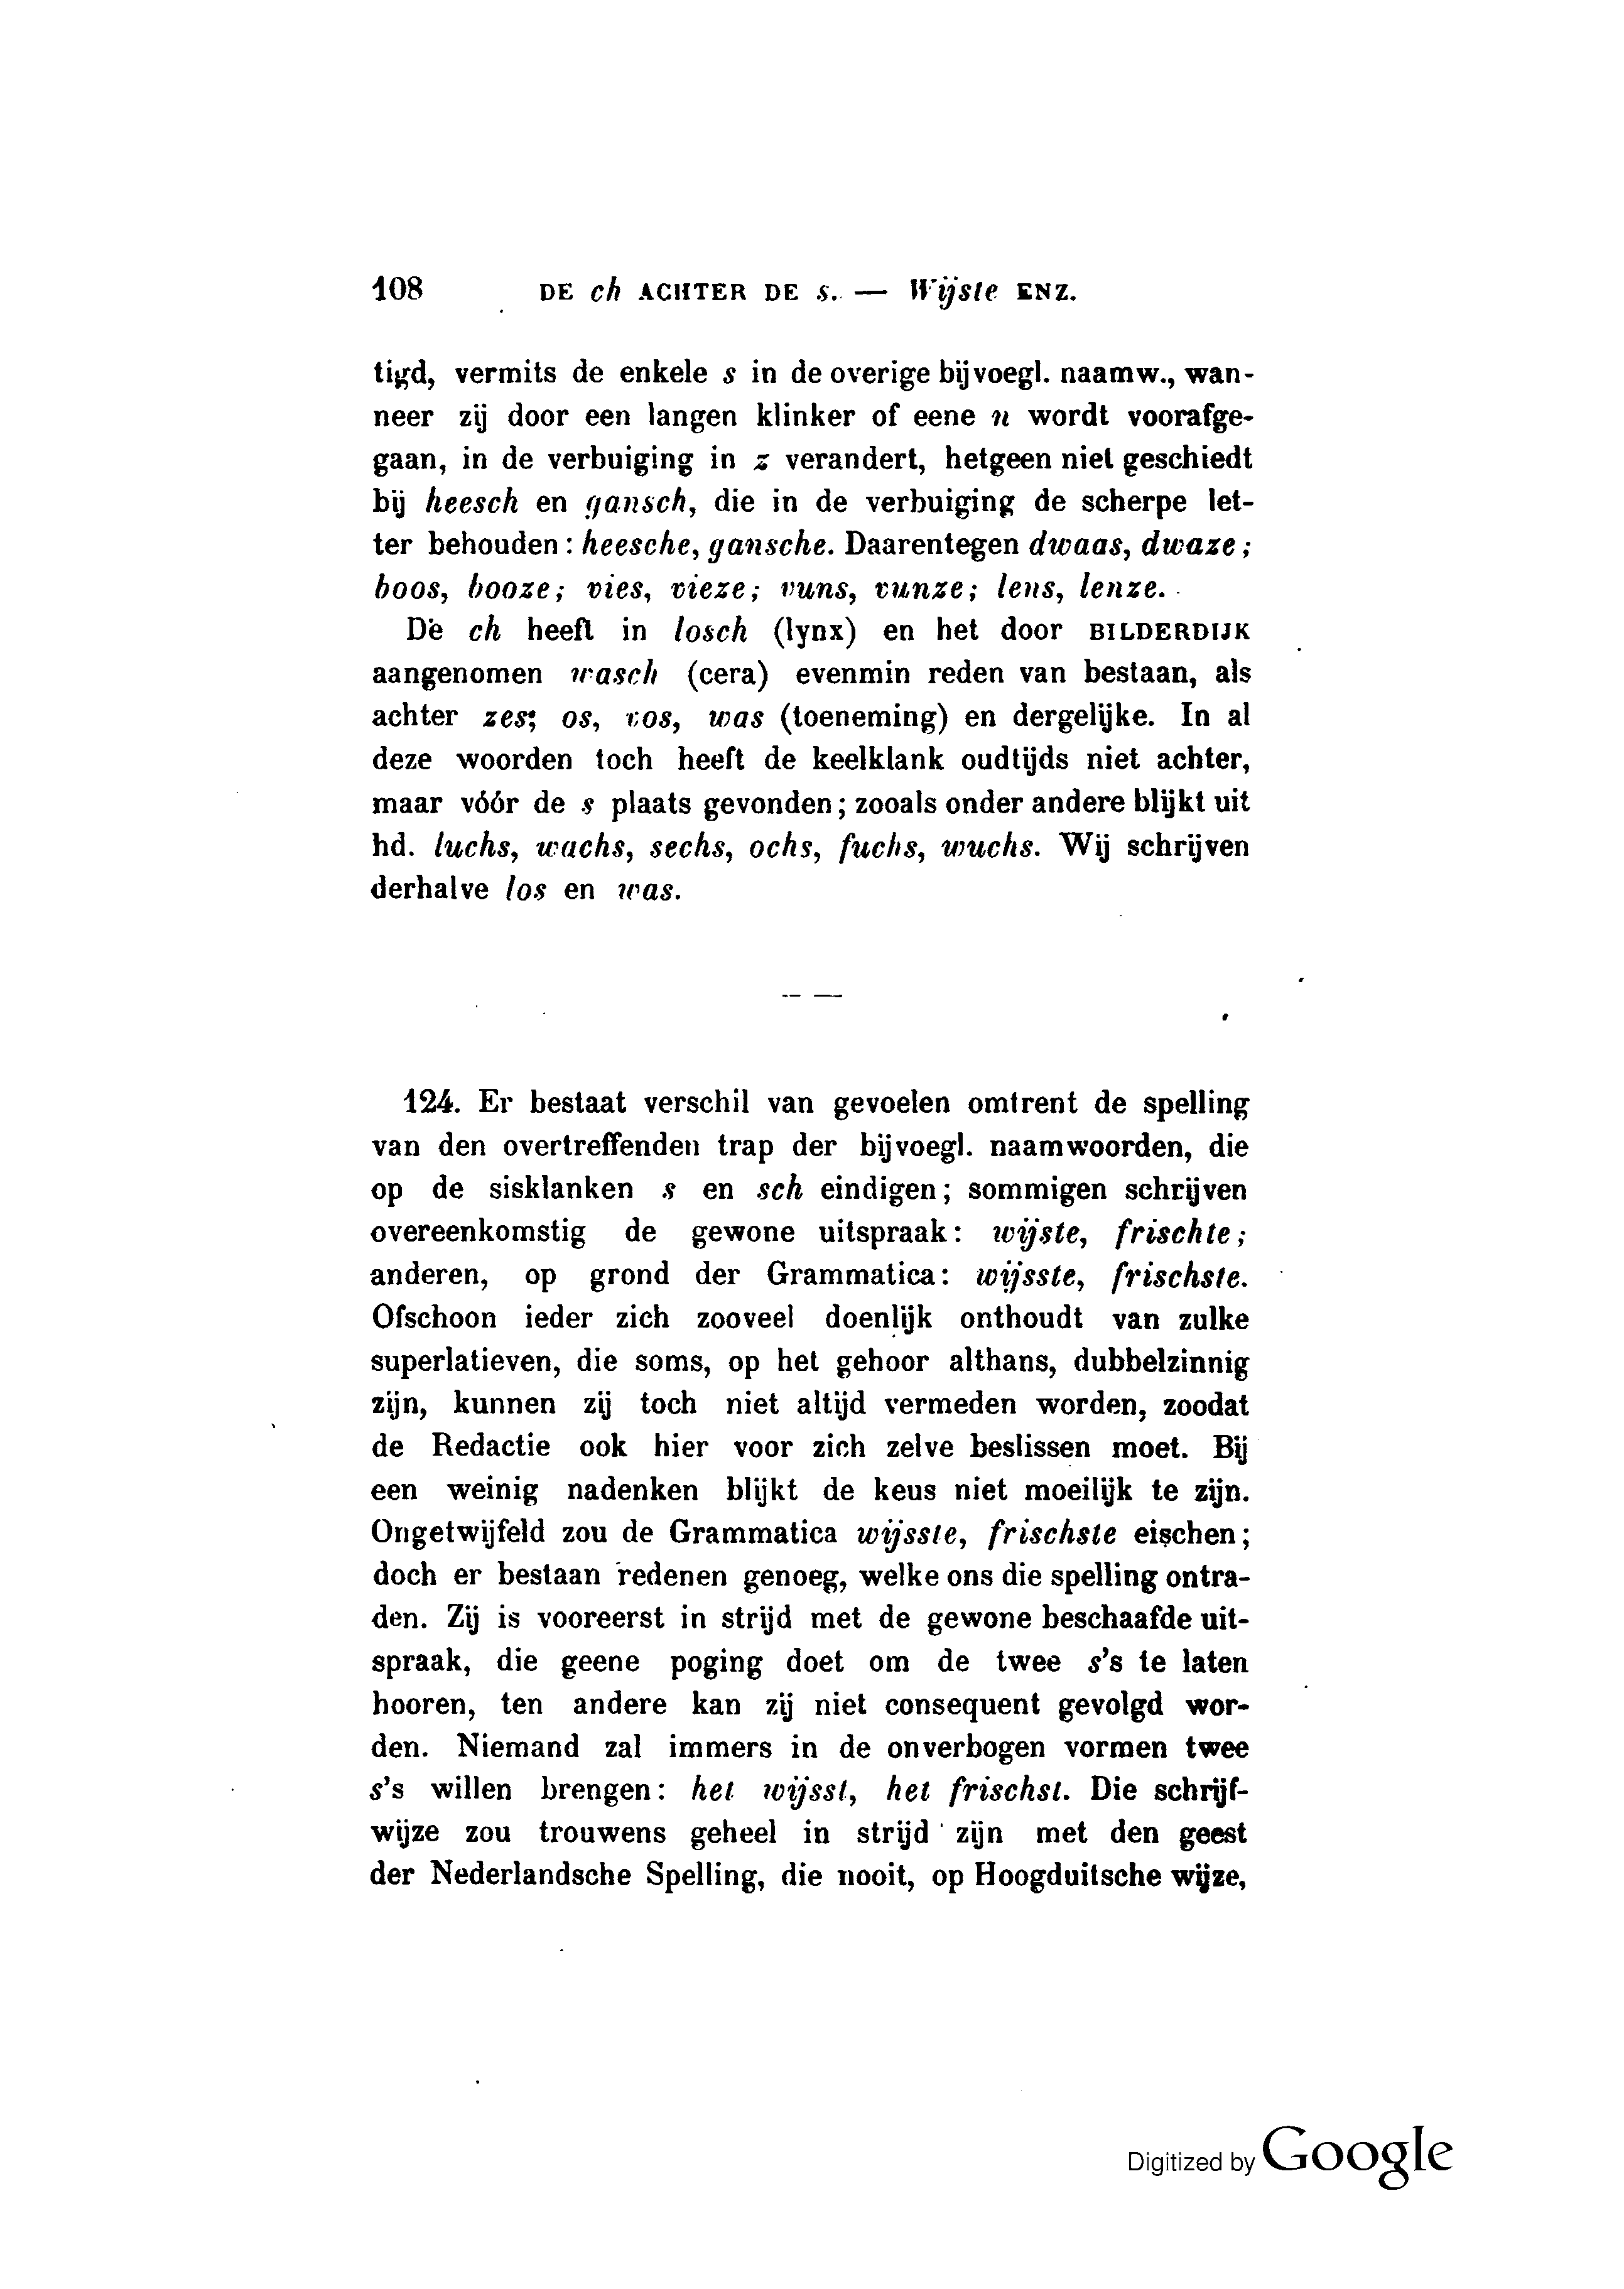 108 DE ch ACHTER DE s. — Wijste ENZ.
tigd, vermits de enkele s in de overige bijvoegl. naamw., wan-
neer zij door een langen klinker of eene n wordt voorafge-
gaan, in de verbuiging in z verandert, hetgeen niet geschiedt
bij heesch en gansch, die in de verbuiging de scherpe let-
ter behouden: heesche, gansche. Daarentegen dwaas, dwaze;
boos, booze; vies, vieze; vuns, vunze; lens, lenze.
De ch heeft in losch (lynx) en het door BILDERDIJK
aangenomen wasch (cera) evenmin reden van bestaan, als
achter zes; os, vos, was (toeneming) en dergelijke. In al
deze woorden toch heeft de keelklank oudtijds niet achter,
maar vóór de s plaats gevonden; zooals onder andere blijkt uit
hd. luchs, wachs, sechs, ochs, fuchs, wuchs. Wij schrijven
derhalve los en was.
124. Er bestaat verschil van gevoelen omtrent de spelling
van den overtreffenden trap der bijvoegl. naamwoorden, die
op de sisklanken s en sch eindigen; sommigen schrijven
overeenkomstig de gewone uitspraak: wijste, frischte;
anderen, op grond der Grammatica: wijsste, frischste.
Ofschoon ieder zich zooveel doenlijk onthoudt van zulke
superlatieven, die soms, op het gehoor althans, dubbelzinnig
zijn, kunnen zij toch niet altijd vermeden worden, zoodat
de Redactie ook hier voor zich zelve beslissen moet. Bij
een weinig nadenken blijkt de keus niet moeilijk te zijn.
Ongetwijfeld zou de Grammatica wijsste, frischste eischen;
doch er bestaan redenen genoeg, welke ons die spelling ontra-
den. Zij is vooreerst in strijd met de gewone beschaafde uit-
spraak, die geene poging doet om de twee s's te laten
hooren, ten andere kan zij niet consequent gevolgd wor-
den. Niemand zal immers in de onverbogen vormen twee
s's willen brengen: het wijsst, het frischst. Die schrijf-
wijze zou trouwens geheel in strijd zijn met den geest
der Nederlandsche Spelling, die nooit, op Hoogduitsche wijze,
Digitized by Google